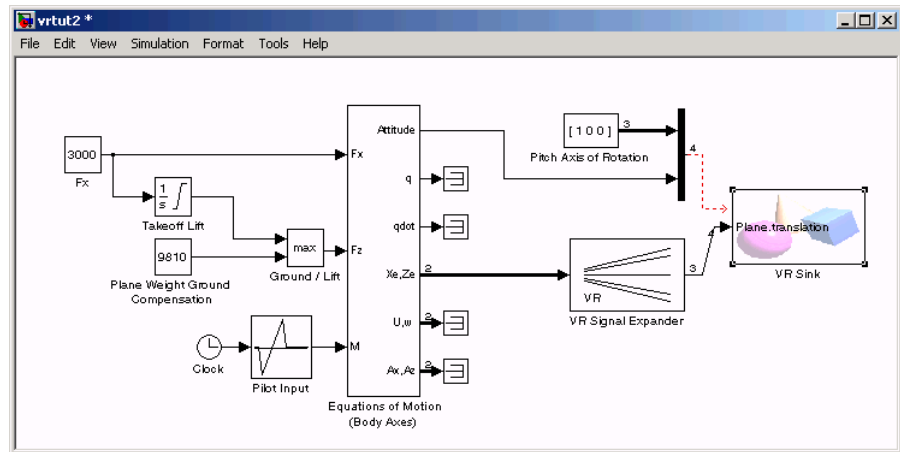 vrtut2 *
File Edit View Simulation Format Tools Help
3000
Fx
1
s
Takeoff Lift
9810
Plane Weight Ground
Compensation
max
Ground / Lift
Clock
Pilot Input
Fx
Fz
M
Attitude
q
qdot
Xe,Ze
U,w
Ax,Az
2
2
2
Equations of Motion
(Body Axes)
[ 1 0 0 ]
3
Pitch Axis of Rotation
4
VR
VR Signal Expander
3
4
Plane.translation
VR Sink